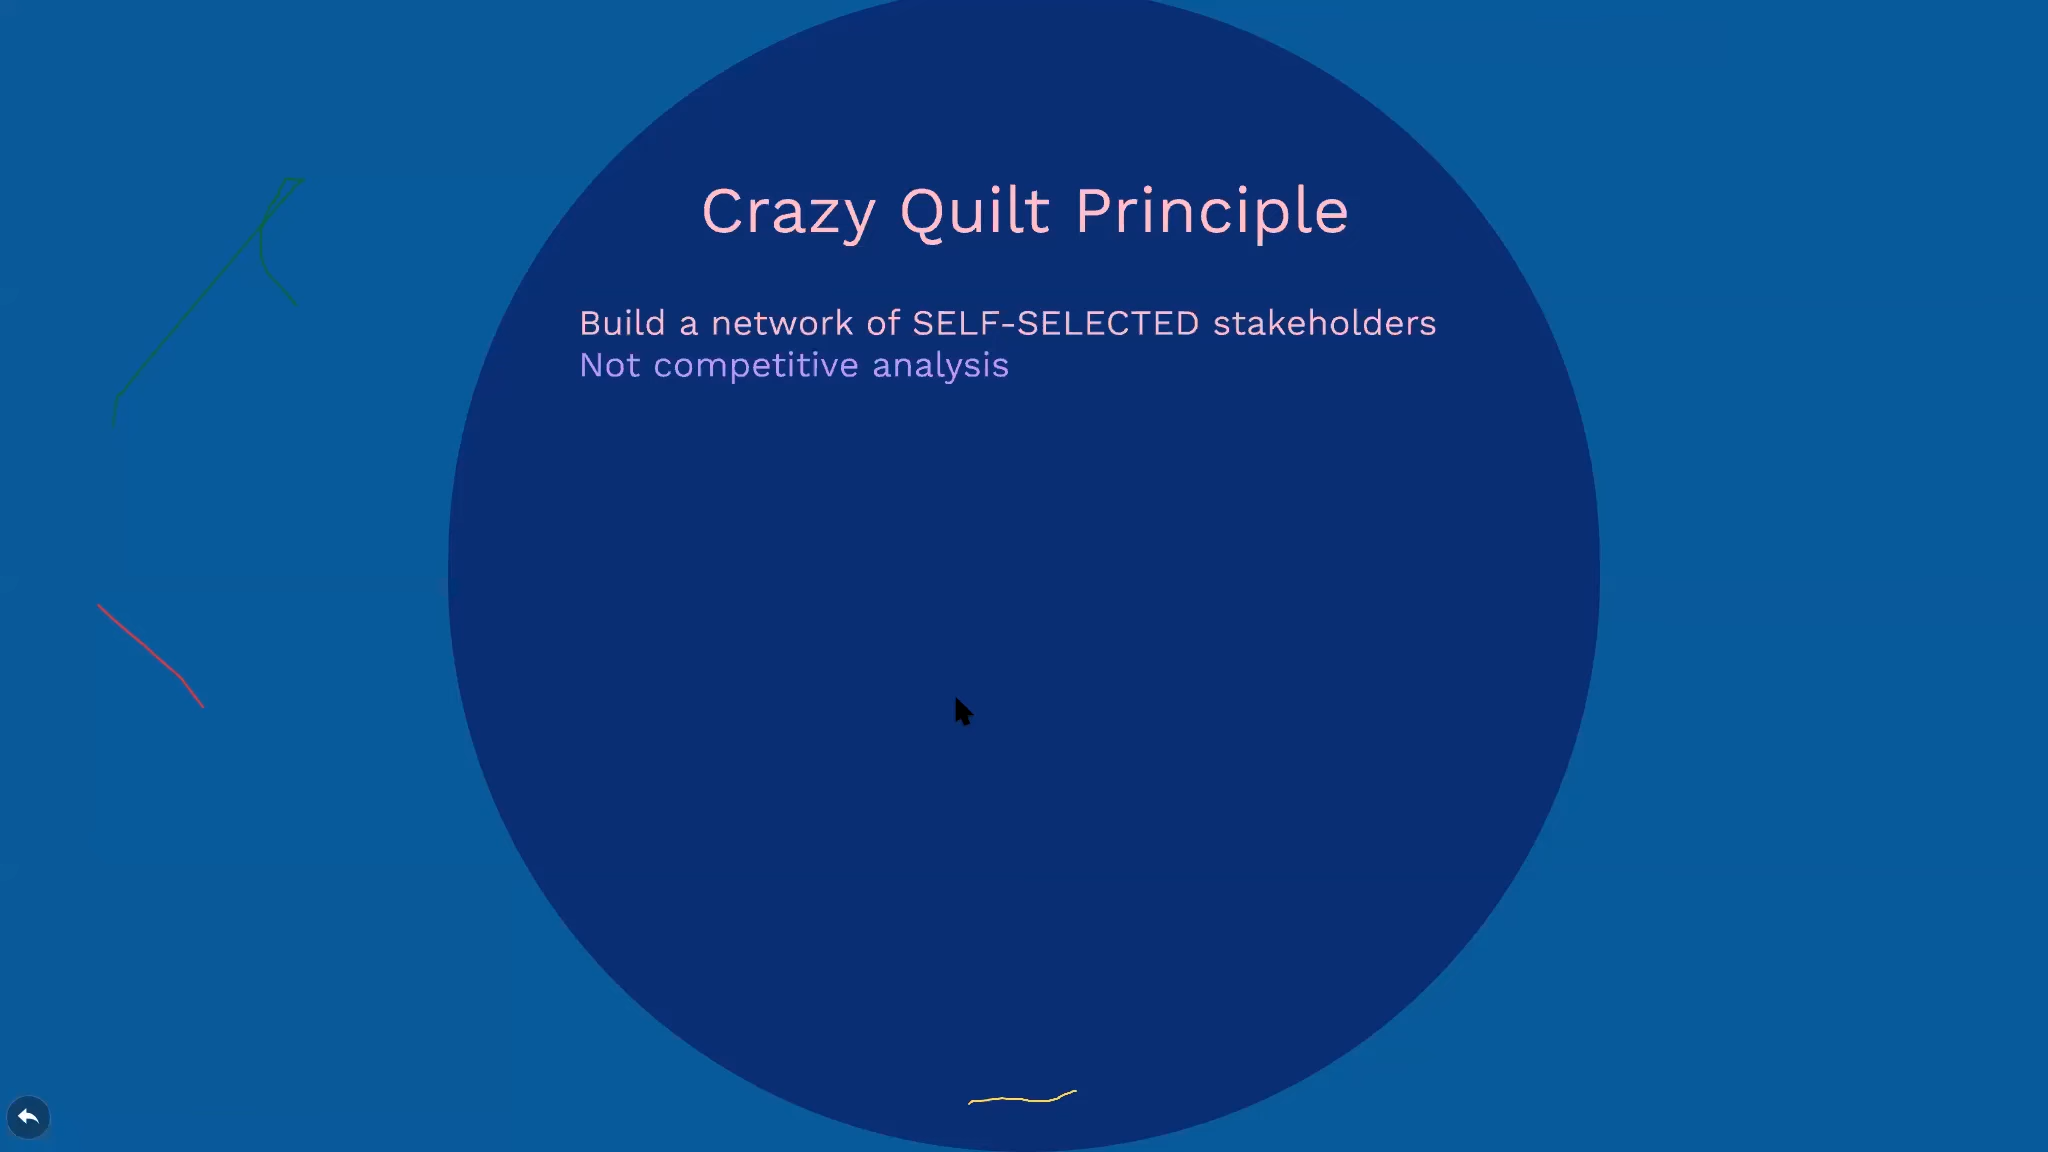 Crazy Quilt Principle
Build a network of SELF-SELECTED stakeholders
Not competitive analysis